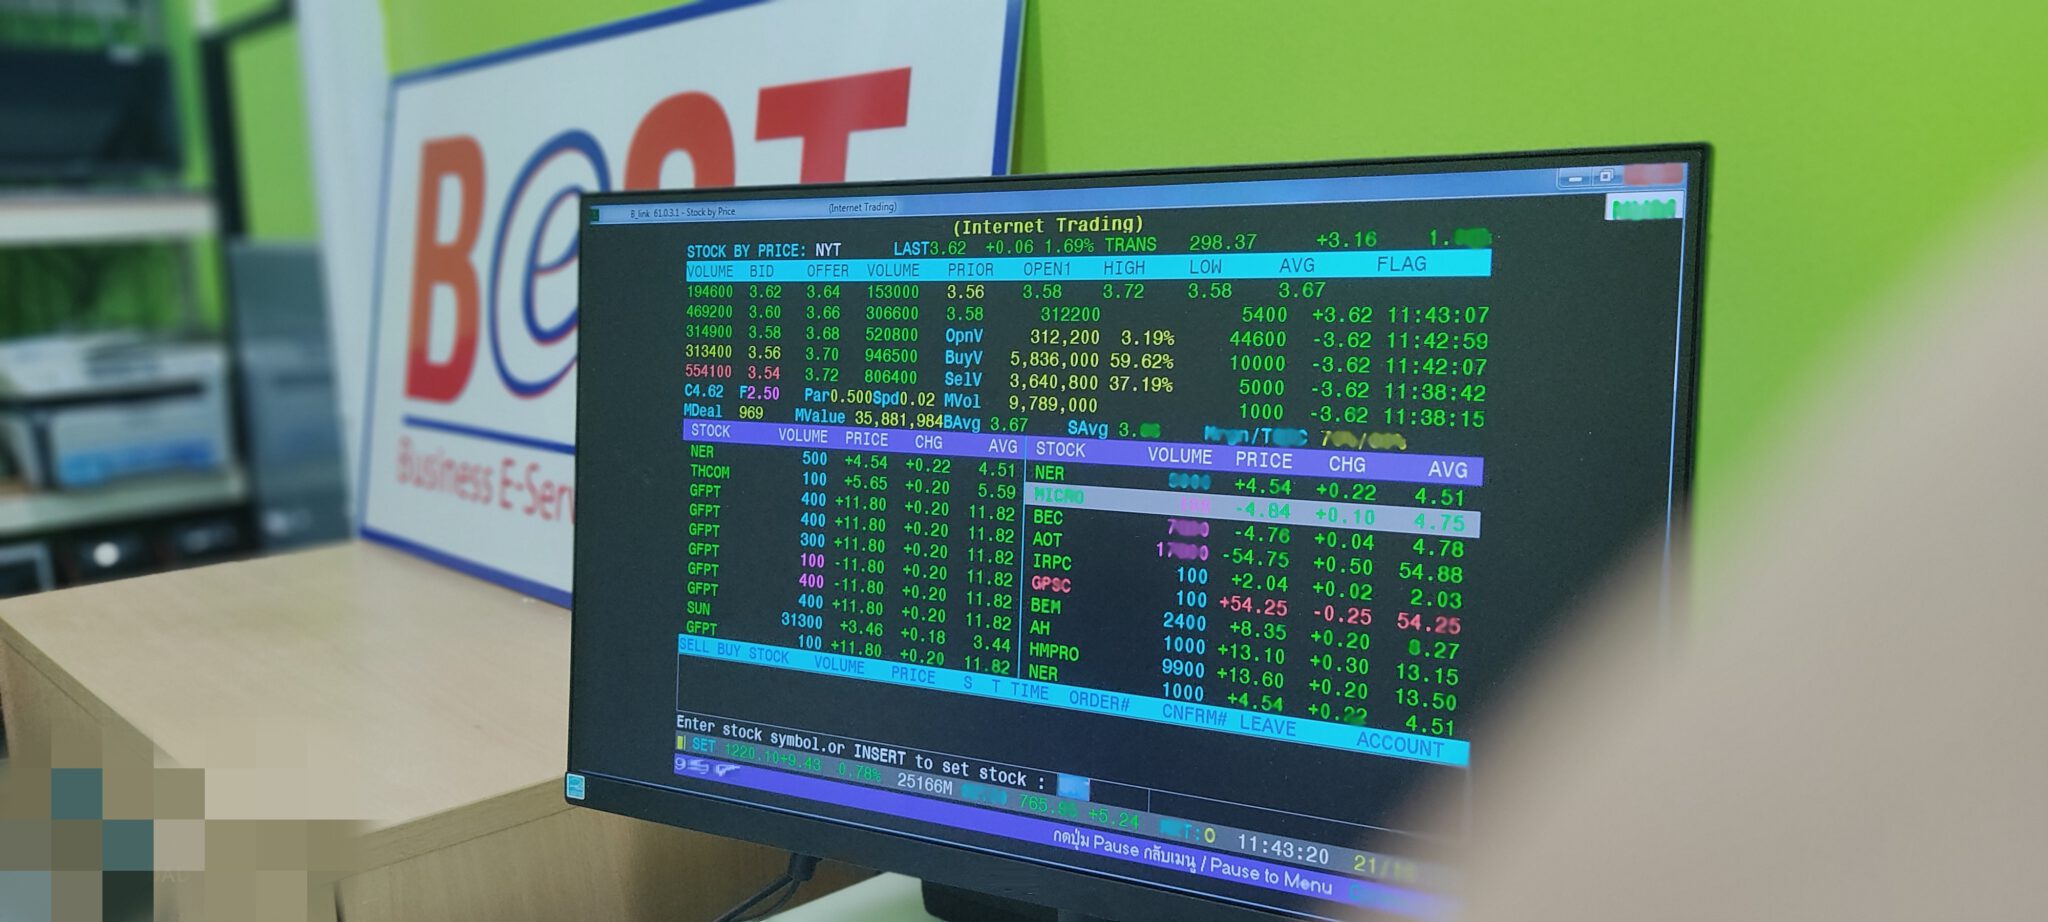 BeST
Business E-Serv
B_link 61.0.3.1 - Stock by Price (Internet Trading)
(Internet Trading)
STOCK BY PRICE: NYT LAST3.62 +0.06 1.69% TRANS 298.37 +3.16 1.
VOLUME BID OFFER VOLUME PRIOR OPEN1 HIGH LOW AVG FLAG
194600 3.62 3.64 153000 3.56 3.58 3.72 3.58 3.67
469200 3.60 3.66 306600 3.58 312200 5400 +3.62 11:43:07
314900 3.58 3.68 520800 OpnV 312,200 3.19% 44600 -3.62 11:42:59
313400 3.56 3.70 946500 BuyV 5,836,000 59.62% 10000 -3.62 11:42:07
554100 3.54 3.72 806400 SelV 3,640,800 37.19% 5000 -3.62 11:38:42
C4.62 F2.50 Par0.500Spd0.02 MVol 9,789,000 1000 -3.62 11:38:15
MDeal 969 MValue 35,881,984BAvg 3.67 SAvg 3.
STOCK VOLUME PRICE CHG AVG
NER 500 +4.54 +0.22 4.51
THCOM 100 +5.65 +0.20 5.59
GFPT 400 +11.80 +0.20 11.82
GFPT 400 +11.80 +0.20 11.82
GFPT 300 +11.80 +0.20 11.82
GFPT 100 -11.80 +0.20 11.82
GFPT 400 -11.80 +0.20 11.82
GFPT 400 +11.80 +0.20 11.82
SUN 31300 +3.46 +0.18 3.44
GFPT 100 +11.80 +0.20 11.82
STOCK VOLUME PRICE CHG AVG
NER +4.54 +0.22 4.51
MICRO -4.84 +0.10 4.75
BEC -4.76 +0.04 4.78
AOT -54.75 +0.50 54.88
IRPC 100 +2.04 +0.02 2.03
GPSC 100 +54.25 -0.25 54.25
BEM 2400 +8.35 +0.20 8.27
AH 1000 +13.10 +0.30 13.15
HMPRO 9900 +13.60 +0.20 13.50
NER 1000 +4.54 +0.22 4.51
SELL BUY STOCK VOLUME PRICE S T TIME ORDER# CNFRM# LEAVE ACCOUNT
Enter stock symbol.or INSERT to set stock :
SET 1220.10+9.43 0.78% 25166M 765. +5.24 :O 11:43:20 21/
กดปุ่ม Pause กลับเมนู / Pause to Menu